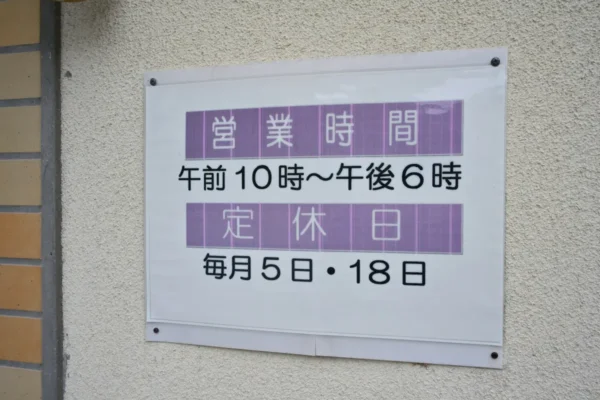 営業時間
午前10時～午後6時
定休日
毎月5日・18日